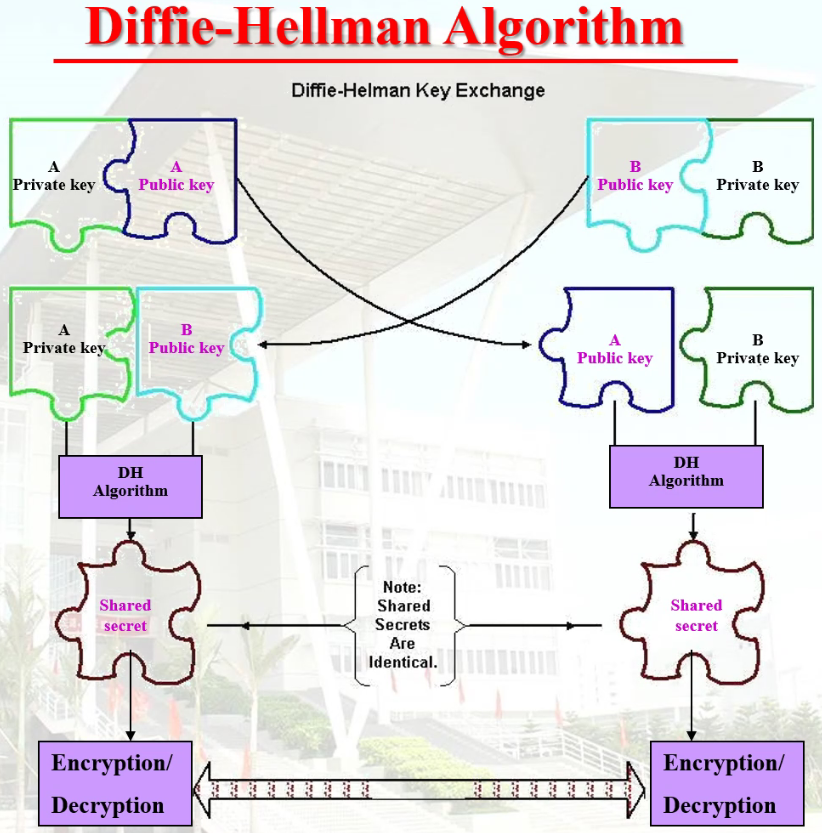 Diffie-Hellman Algorithm
Diffie-Helman Key Exchange
A
Private key
A
Public key
B
Public key
B
Private key
A
Private key
B
Public key
A
Public key
B
Private key
DH
Algorithm
DH
Algorithm
Shared
secret
Note:
Shared
Secrets
Are
Identical.
Shared
secret
Encryption/
Decryption
Encryption/
Decryption